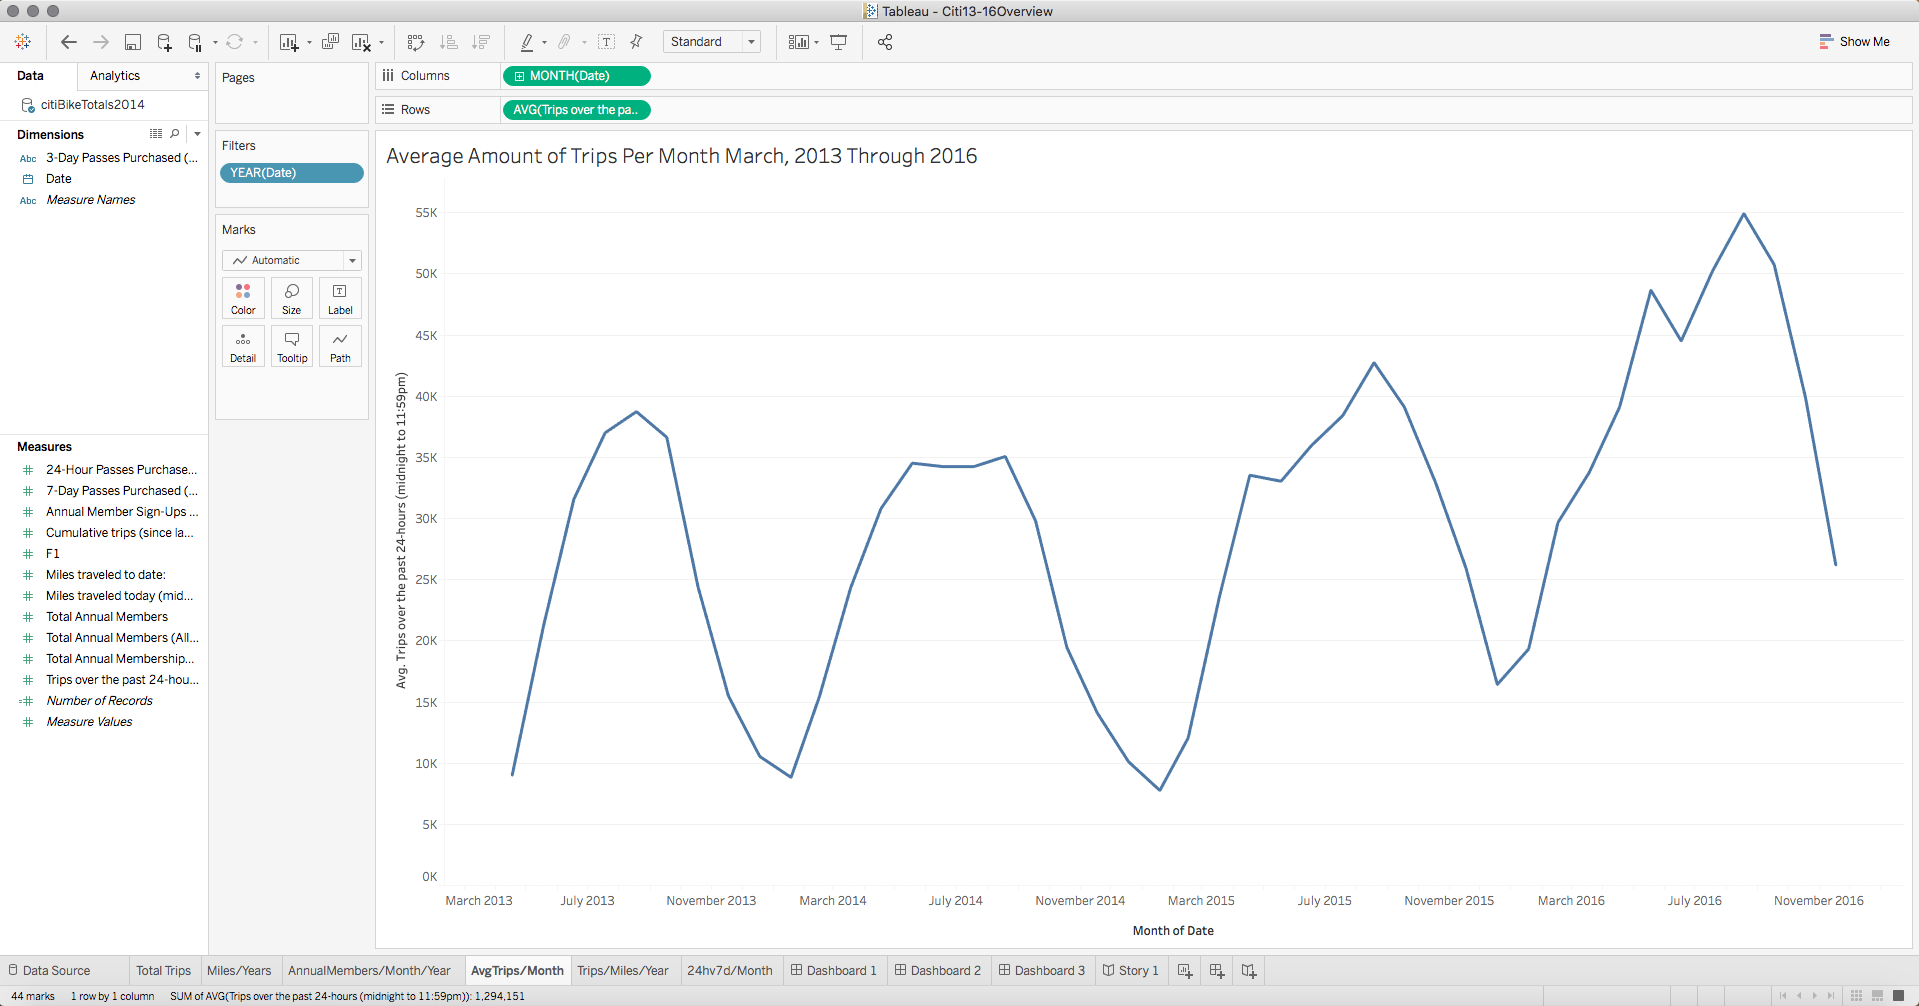 Tableau - Citi13-16Overview
Standard
Show Me
Data
Analytics
citiBikeTotals2014
Dimensions
Abc 3-Day Passes Purchased (...
Date
Abc Measure Names
Measures
24-Hour Passes Purchase...
7-Day Passes Purchased (...
Annual Member Sign-Ups ...
Cumulative trips (since la...
F1
Miles traveled to date:
Miles traveled today (mid...
Total Annual Members
Total Annual Members (All...
Total Annual Membership...
Trips over the past 24-hou...
Number of Records
Measure Values
Pages
Filters
YEAR(Date)
Marks
Automatic
Color
Size
Label
Detail
Tooltip
Path
Columns
MONTH(Date)
Rows
AVG(Trips over the pa..
Average Amount of Trips Per Month March, 2013 Through 2016
Avg. Trips over the past 24-hours (midnight to 11:59pm)
55K
50K
45K
40K
35K
30K
25K
20K
15K
10K
5K
0K
March 2013
July 2013
November 2013
March 2014
July 2014
November 2014
March 2015
July 2015
November 2015
March 2016
July 2016
November 2016
Month of Date
Data Source
Total Trips
Miles/Years
AnnualMembers/Month/Year
AvgTrips/Month
Trips/Miles/Year
24hv7d/Month
Dashboard 1
Dashboard 2
Dashboard 3
Story 1
44 marks
1 row by 1 column
SUM of AVG(Trips over the past 24-hours (midnight to 11:59pm)): 1,294,151